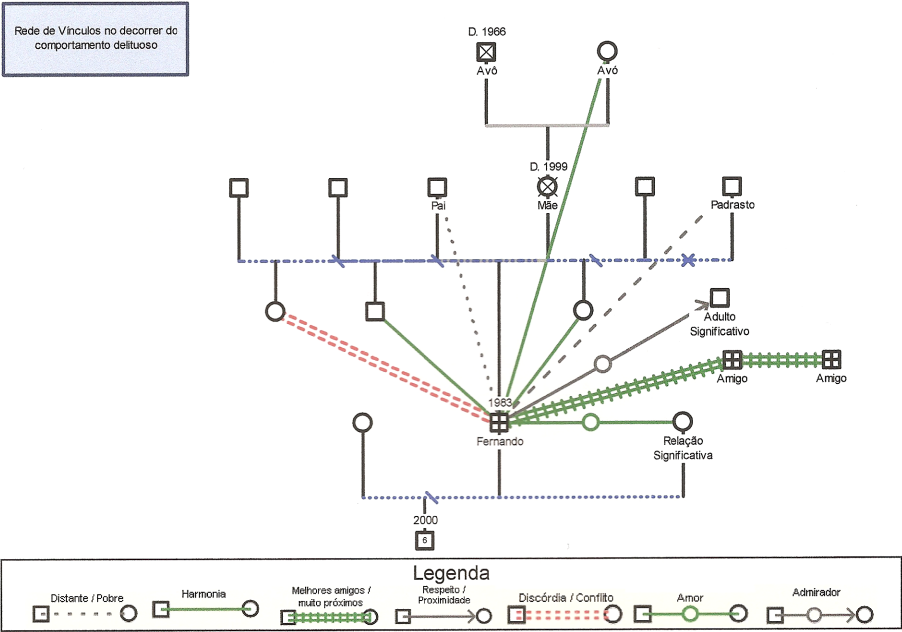 Rede de Vínculos no decorrer do
comportamento delituoso
D. 1966
Avô
Avó
D. 1999
Pai
Mãe
Padrasto
Adulto
Significativo
Amigo
Amigo
1983
Fernando
Relação
Significativa
2000
6
Legenda
Distante / Pobre
Harmonia
Melhores amigos /
muito próximos
Respeito /
Proximidade
Discórdia / Conflito
Amor
Admirador